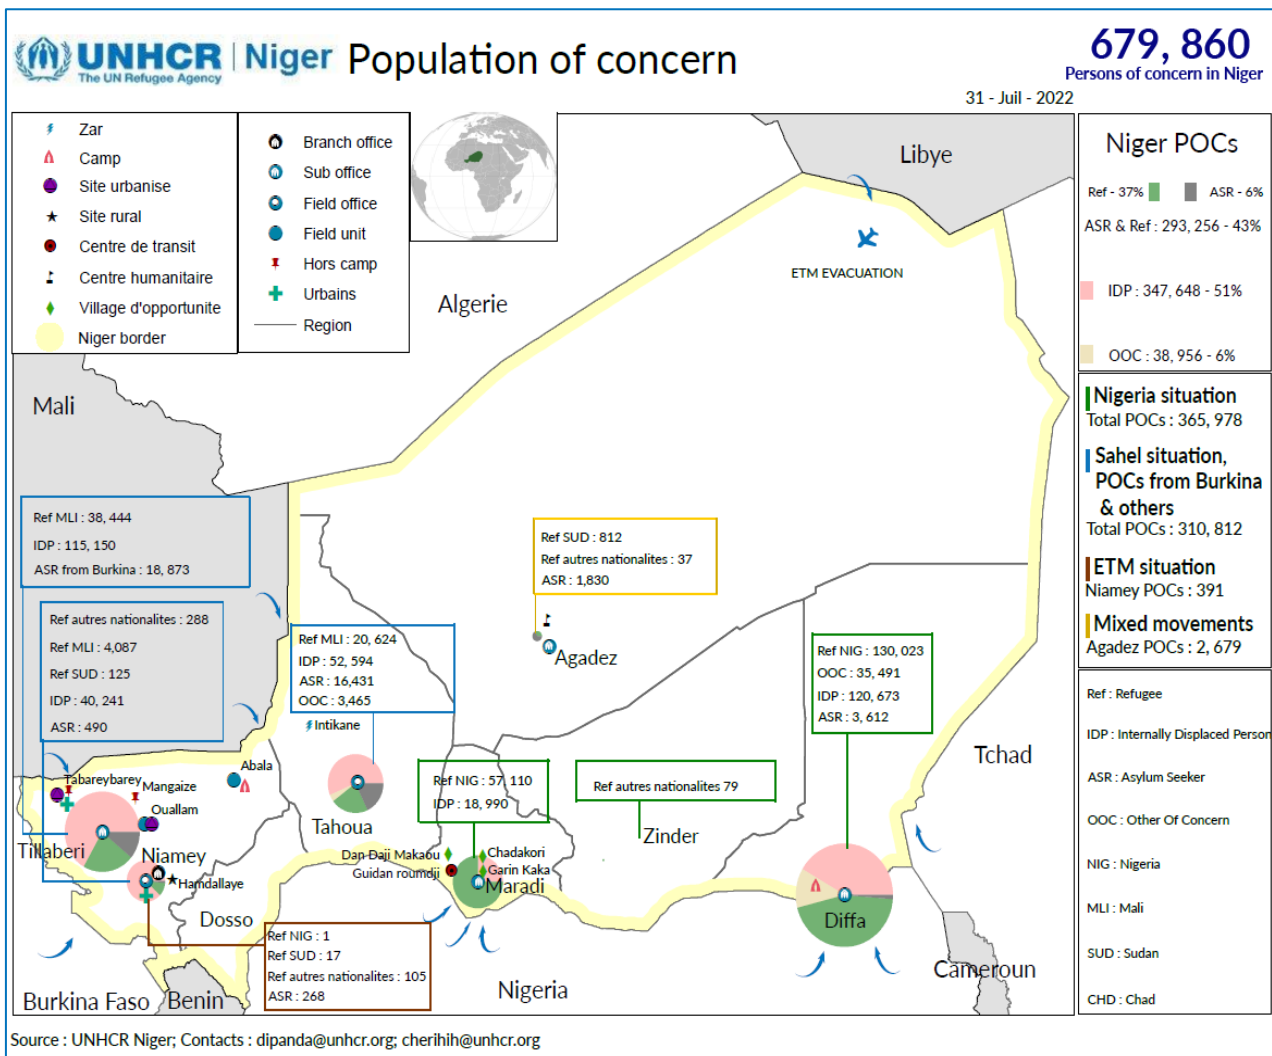 UNHCR
The UN Refugee Agency
Niger
Population of concern
679, 860
Persons of concern in Niger
31 - Juil - 2022
Zar
Camp
Site urbanise
Site rural
Centre de transit
Centre humanitaire
Village d'opportunite
Niger border
Branch office
Sub office
Field office
Field unit
Hors camp
Urbains
Region
Libye
Algerie
Mali
ETM EVACUATION
Niger POCs
Ref - 37%
ASR - 6%
ASR & Ref : 293, 256 - 43%
IDP : 347, 648 - 51%
OOC : 38, 956 - 6%
Nigeria situation
Total POCs : 365, 978
Sahel situation,
POCs from Burkina
& others
Total POCs : 310, 812
ETM situation
Niamey POCs : 391
Mixed movements
Agadez POCs : 2, 679
Ref : Refugee
IDP : Internally Displaced Person
ASR : Asylum Seeker
OOC : Other Of Concern
NIG : Nigeria
MLI : Mali
SUD : Sudan
CHD : Chad
Ref MLI : 38, 444
IDP : 115, 150
ASR from Burkina : 18, 873
Ref autres nationalites : 288
Ref MLI : 4,087
Ref SUD : 125
IDP : 40, 241
ASR : 490
Ref MLI : 20, 624
IDP : 52, 594
ASR : 16,431
OOC : 3,465
Ref SUD : 812
Ref autres nationalites : 37
ASR : 1,830
Agadez
Ref NIG : 130, 023
OOC : 35, 491
IDP : 120, 673
ASR : 3, 612
Intikane
Tchad
Abala
Tabareybarey
Mangaize
Ouallam
Ref NIG : 57, 110
IDP : 18, 990
Ref autres nationalites 79
Tahoua
Zinder
Tillaberi
Niamey
Hamdallaye
Dan Daji Makaou
Guidan roumdji
Chadakori
Garin Kaka
Maradi
Dosso
Diffa
Ref NIG : 1
Ref SUD : 17
Ref autres nationalites : 105
ASR : 268
Cameroun
Burkina Faso
Benin
Nigeria
Source : UNHCR Niger; Contacts : dipanda@unhcr.org; cherihih@unhcr.org